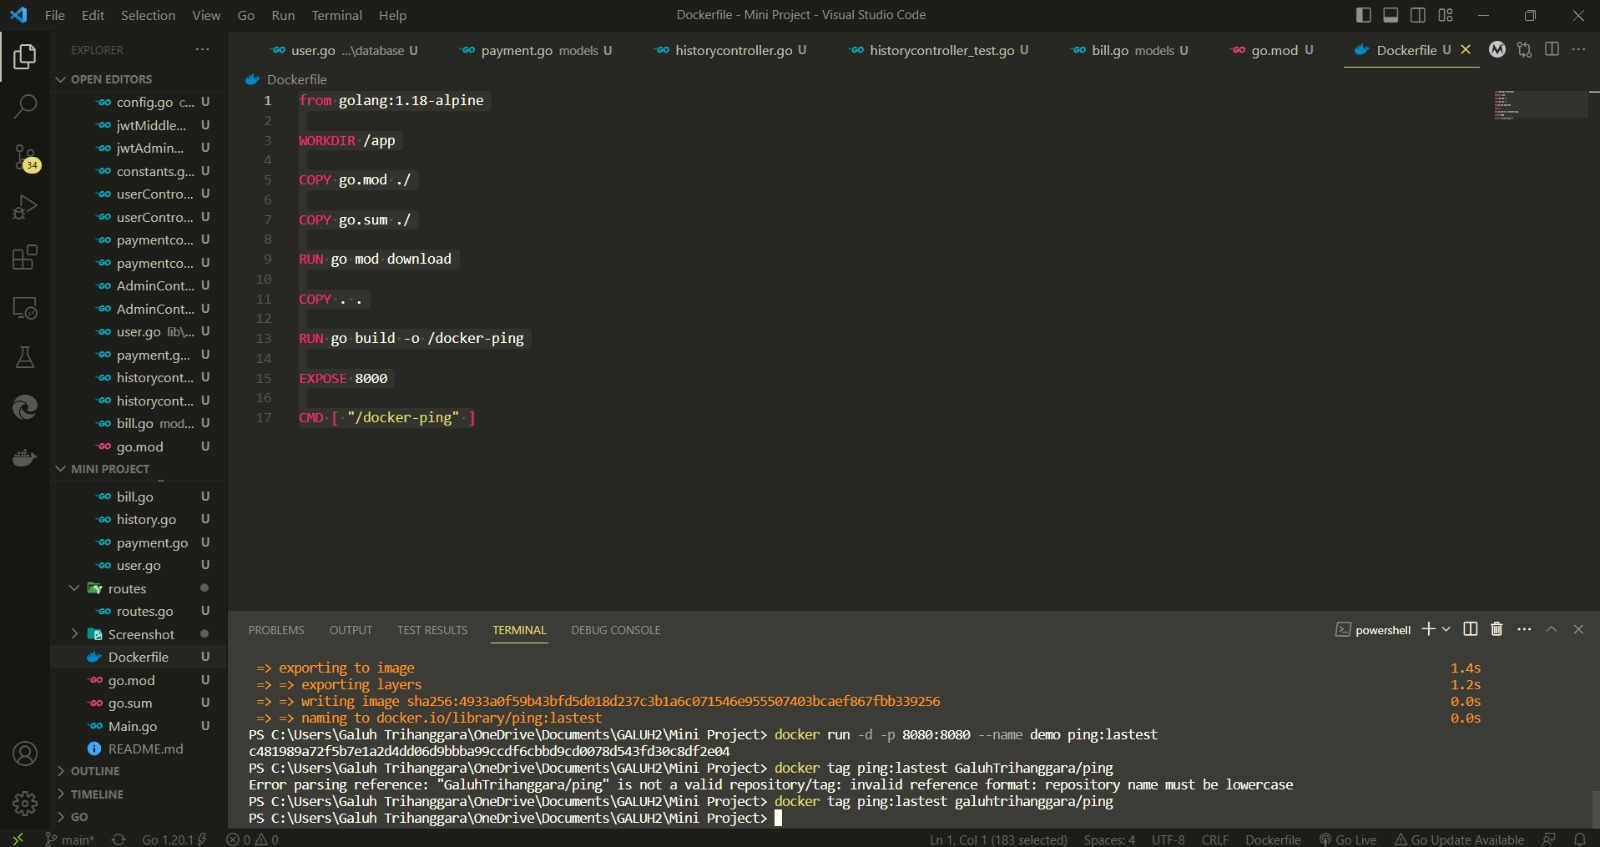 File Edit Selection View Go Run Terminal Help
Dockerfile - Mini Project - Visual Studio Code
EXPLORER ...
user.go ...\database U
payment.go models U
historycontroller.go U
historycontroller_test.go U
bill.go models U
go.mod U
Dockerfile U
OPEN EDITORS
config.go c... U
jwtMiddle... U
jwtAdmin... U
constants.g... U
userContro... U
userContro... U
paymentco... U
paymentco... U
AdminCont... U
AdminCont... U
user.go lib\... U
payment.g... U
historycont... U
historycont... U
bill.go mod... U
go.mod U
34
MINI PROJECT
bill.go U
history.go U
payment.go U
user.go U
routes
routes.go U
Screenshot
Dockerfile U
go.mod U
go.sum U
Main.go U
README.md
OUTLINE
TIMELINE
GO
Dockerfile
1 from golang:1.18-alpine
2
3 WORKDIR /app
4
5 COPY go.mod ./
6
7 COPY go.sum ./
8
9 RUN go mod download
10
11 COPY . .
12
13 RUN go build -o /docker-ping
14
15 EXPOSE 8000
16
17 CMD [ "/docker-ping" ]
PROBLEMS OUTPUT TEST RESULTS TERMINAL DEBUG CONSOLE
powershell
=> exporting to image 1.4s
=> => exporting layers 1.2s
=> => writing image sha256:4933a0f59b43bfd5d018d237c3b1a6c071546e955507403bcaef867fbb339256 0.0s
=> => naming to docker.io/library/ping:lastest 0.0s
PS C:\Users\Galuh Trihanggara\OneDrive\Documents\GALUH2\Mini Project> docker run -d -p 8080:8080 --name demo ping:lastest
c481989a72f5b7e1a2d4dd06d9bbba99ccdf6cbbd9cd0078d543fd30c8df2e04
PS C:\Users\Galuh Trihanggara\OneDrive\Documents\GALUH2\Mini Project> docker tag ping:lastest GaluhTrihanggara/ping
Error parsing reference: "GaluhTrihanggara/ping" is not a valid repository/tag: invalid reference format: repository name must be lowercase
PS C:\Users\Galuh Trihanggara\OneDrive\Documents\GALUH2\Mini Project> docker tag ping:lastest galuhtrihanggara/ping
PS C:\Users\Galuh Trihanggara\OneDrive\Documents\GALUH2\Mini Project>
main* Go 1.20.1 0 0
Ln 1, Col 1 (183 selected) Spaces: 4 UTF-8 CRLF Dockerfile Go Live Go Update Available